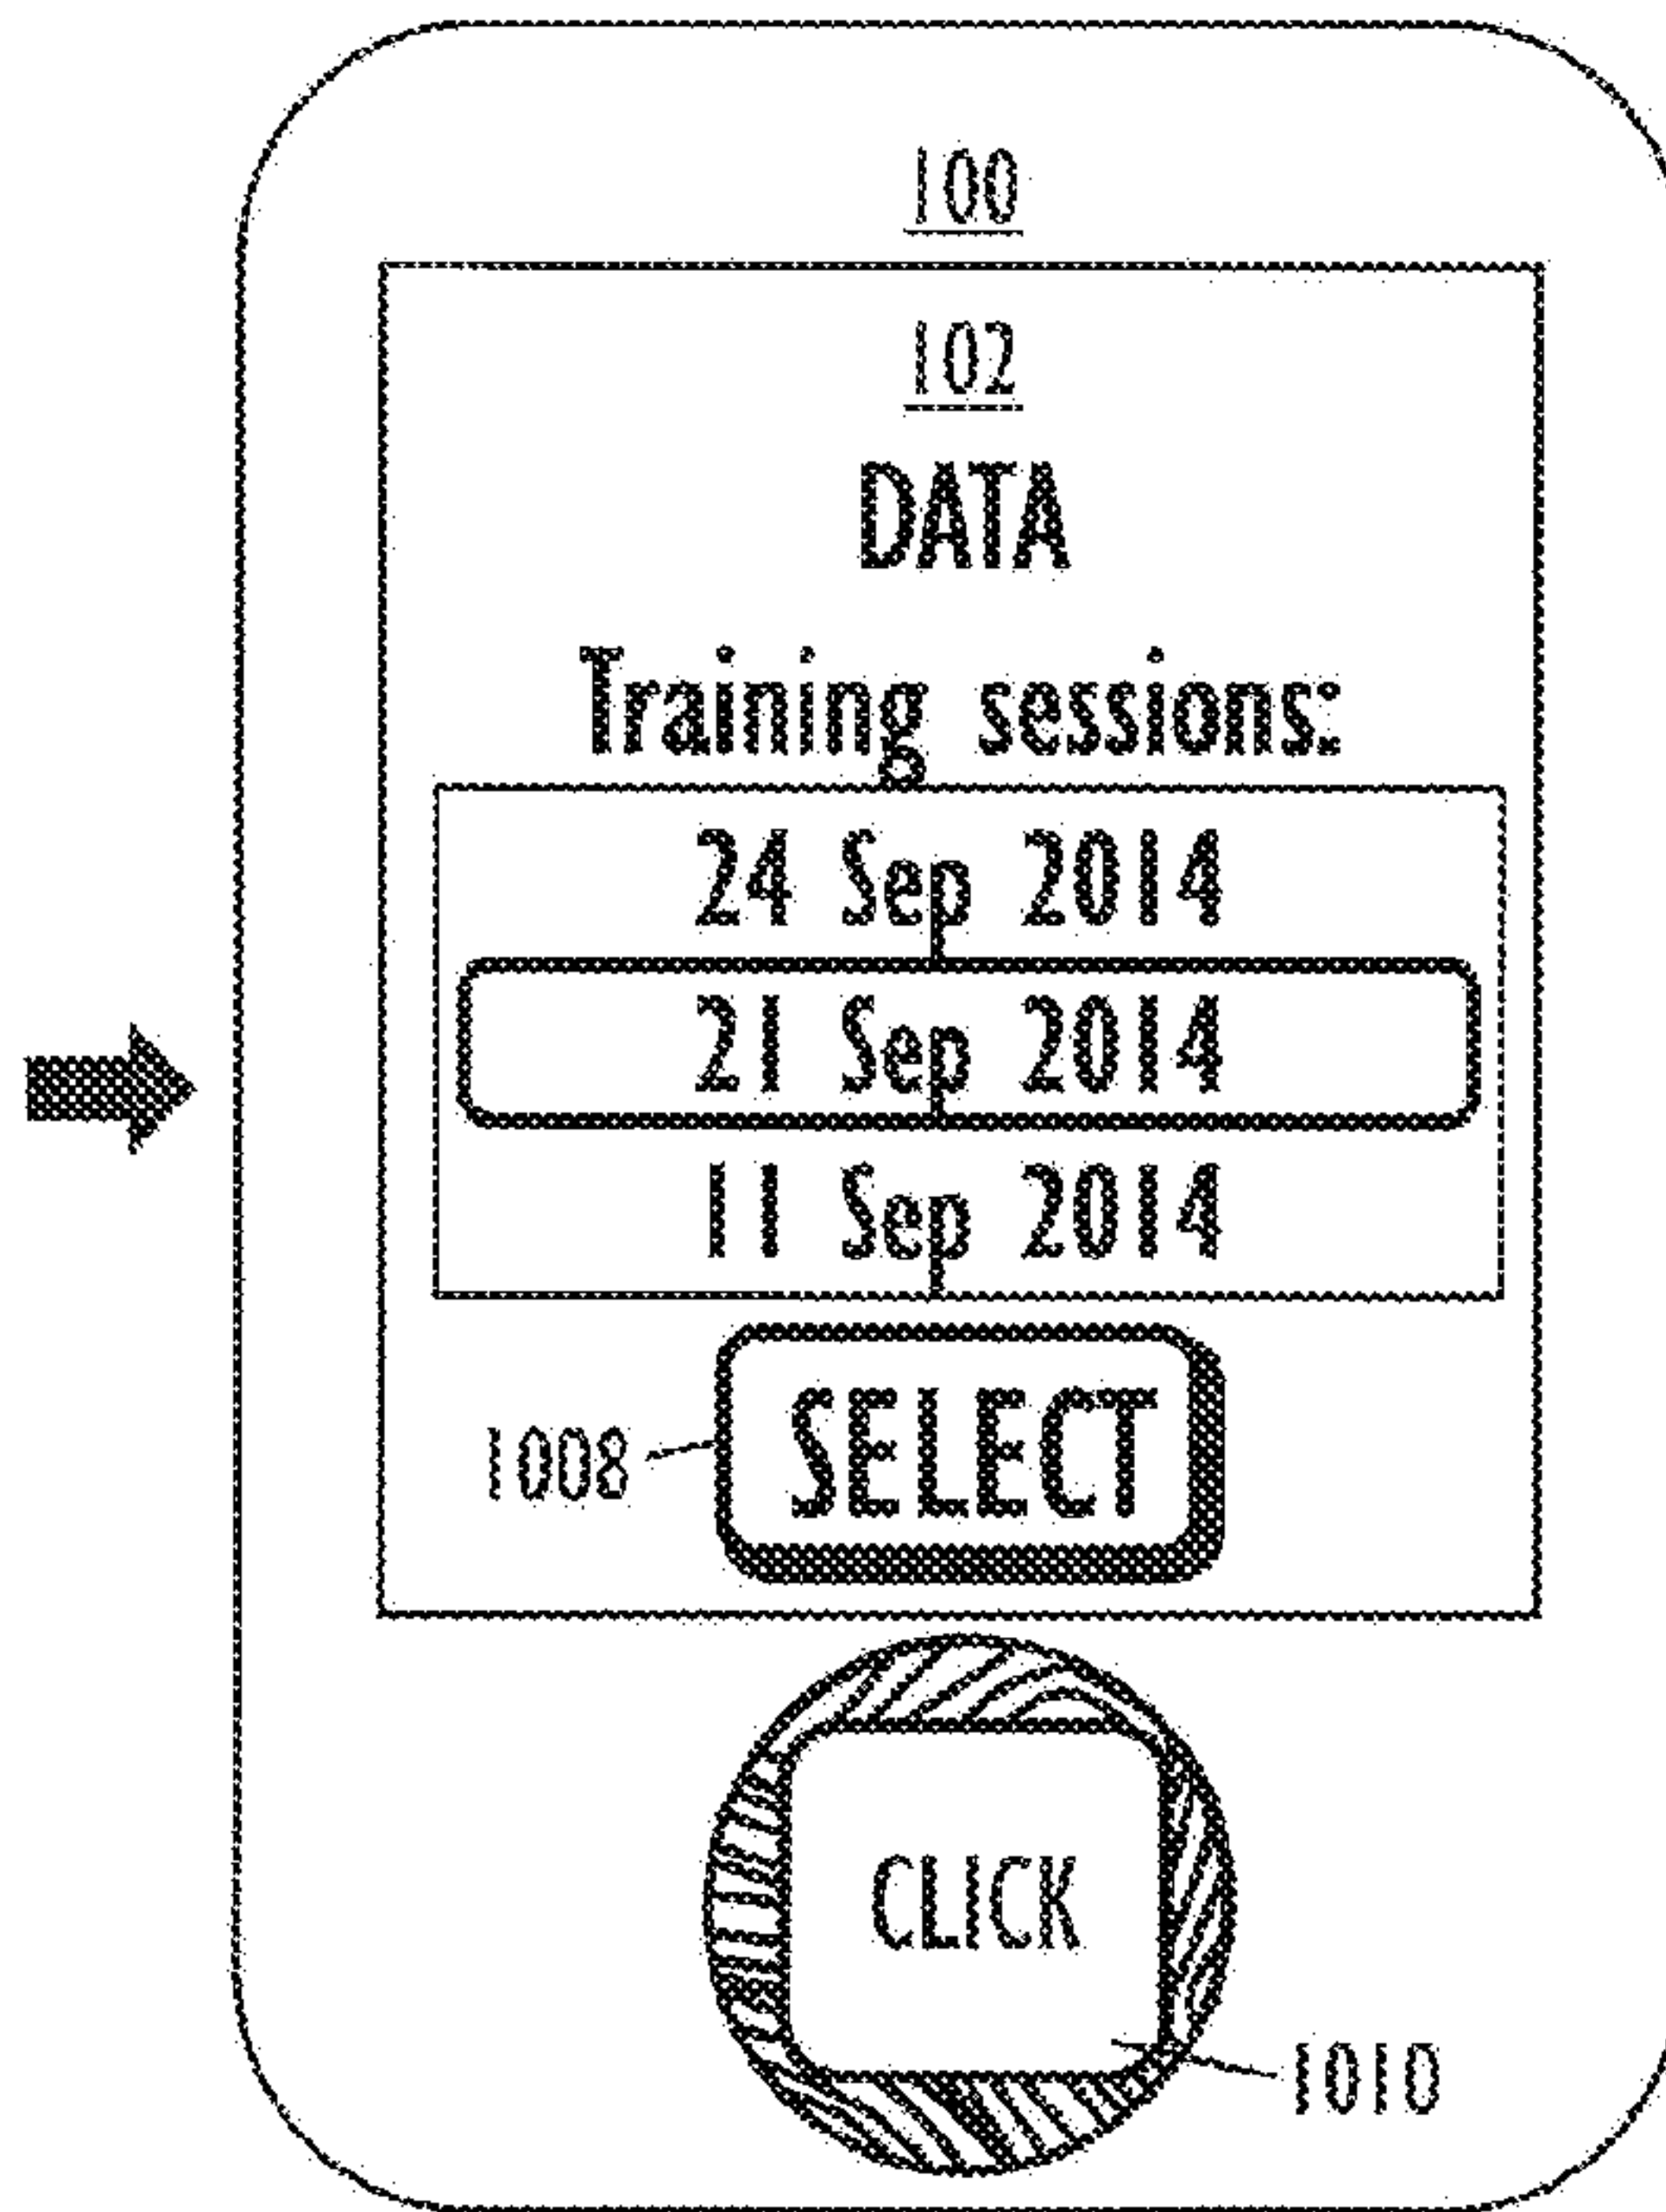 100
102
DATA
Training sessions:
24 Sep 2014
21 Sep 2014
11 Sep 2014
SELECT
1008
CLICK
1010